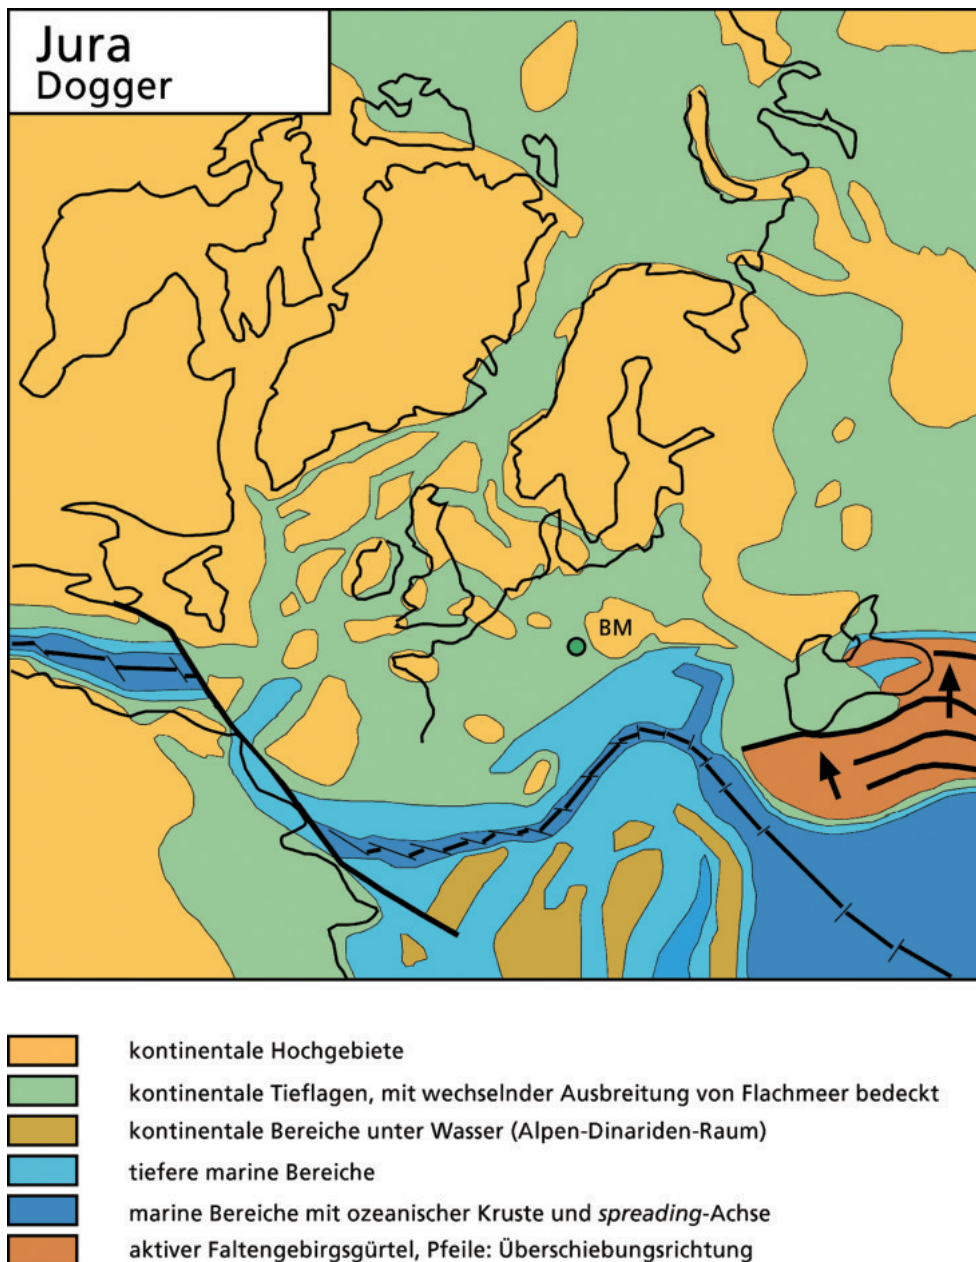 Jura
Dogger
BM
kontinentale Hochgebiete
kontinentale Tieflagen, mit wechselnder Ausbreitung von Flachmeer bedeckt
kontinentale Bereiche unter Wasser (Alpen-Dinariden-Raum)
tiefere marine Bereiche
marine Bereiche mit ozeanischer Kruste und spreading-Achse
aktiver Faltengebirgsgürtel, Pfeile: Überschiebungsrichtung